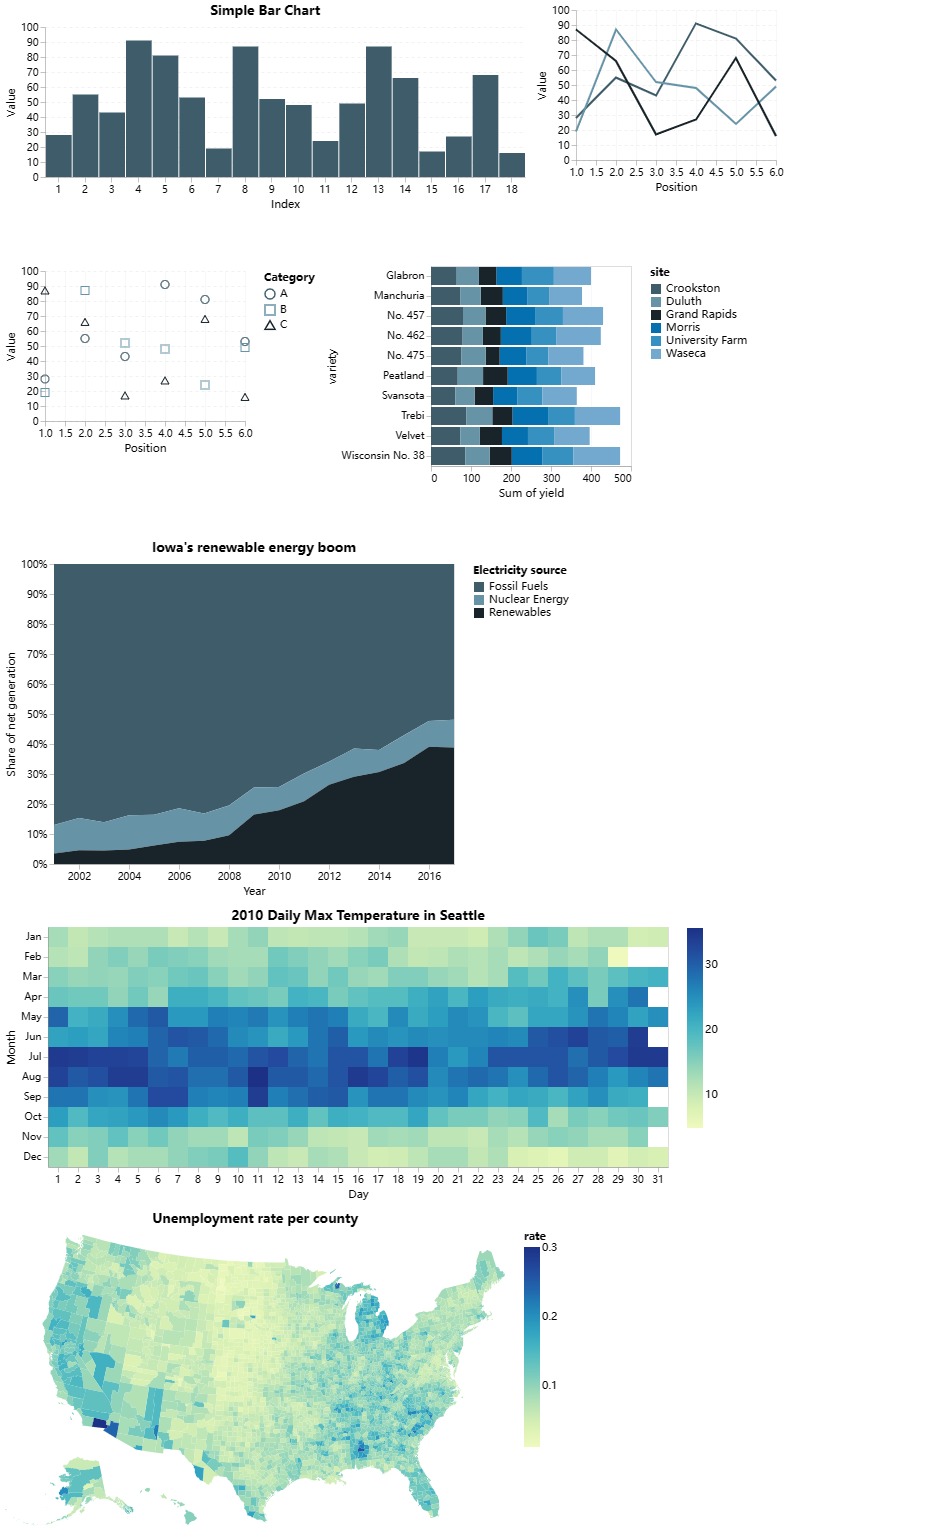 Simple Bar Chart
100
90
80
70
60
50
40
30
20
10
0
Value
1 2 3 4 5 6 7 8 9 10 11 12 13 14 15 16 17 18
Index
100
90
80
70
60
50
40
30
20
10
0
Value
1.0 1.5 2.0 2.5 3.0 3.5 4.0 4.5 5.0 5.5 6.0
Position
100
90
80
70
60
50
40
30
20
10
0
Value
1.0 1.5 2.0 2.5 3.0 3.5 4.0 4.5 5.0 5.5 6.0
Position
Category
A
B
C
variety
Glabron
Manchuria
No. 457
No. 462
No. 475
Peatland
Svansota
Trebi
Velvet
Wisconsin No. 38
0 100 200 300 400 500
Sum of yield
site
Crookston
Duluth
Grand Rapids
Morris
University Farm
Waseca
Iowa's renewable energy boom
100%
90%
80%
70%
60%
50%
40%
30%
20%
10%
0%
Share of net generation
2002 2004 2006 2008 2010 2012 2014 2016
Year
Electricity source
Fossil Fuels
Nuclear Energy
Renewables
2010 Daily Max Temperature in Seattle
Month
Jan
Feb
Mar
Apr
May
Jun
Jul
Aug
Sep
Oct
Nov
Dec
1 2 3 4 5 6 7 8 9 10 11 12 13 14 15 16 17 18 19 20 21 22 23 24 25 26 27 28 29 30 31
Day
30
20
10
Unemployment rate per county
rate
0.3
0.2
0.1